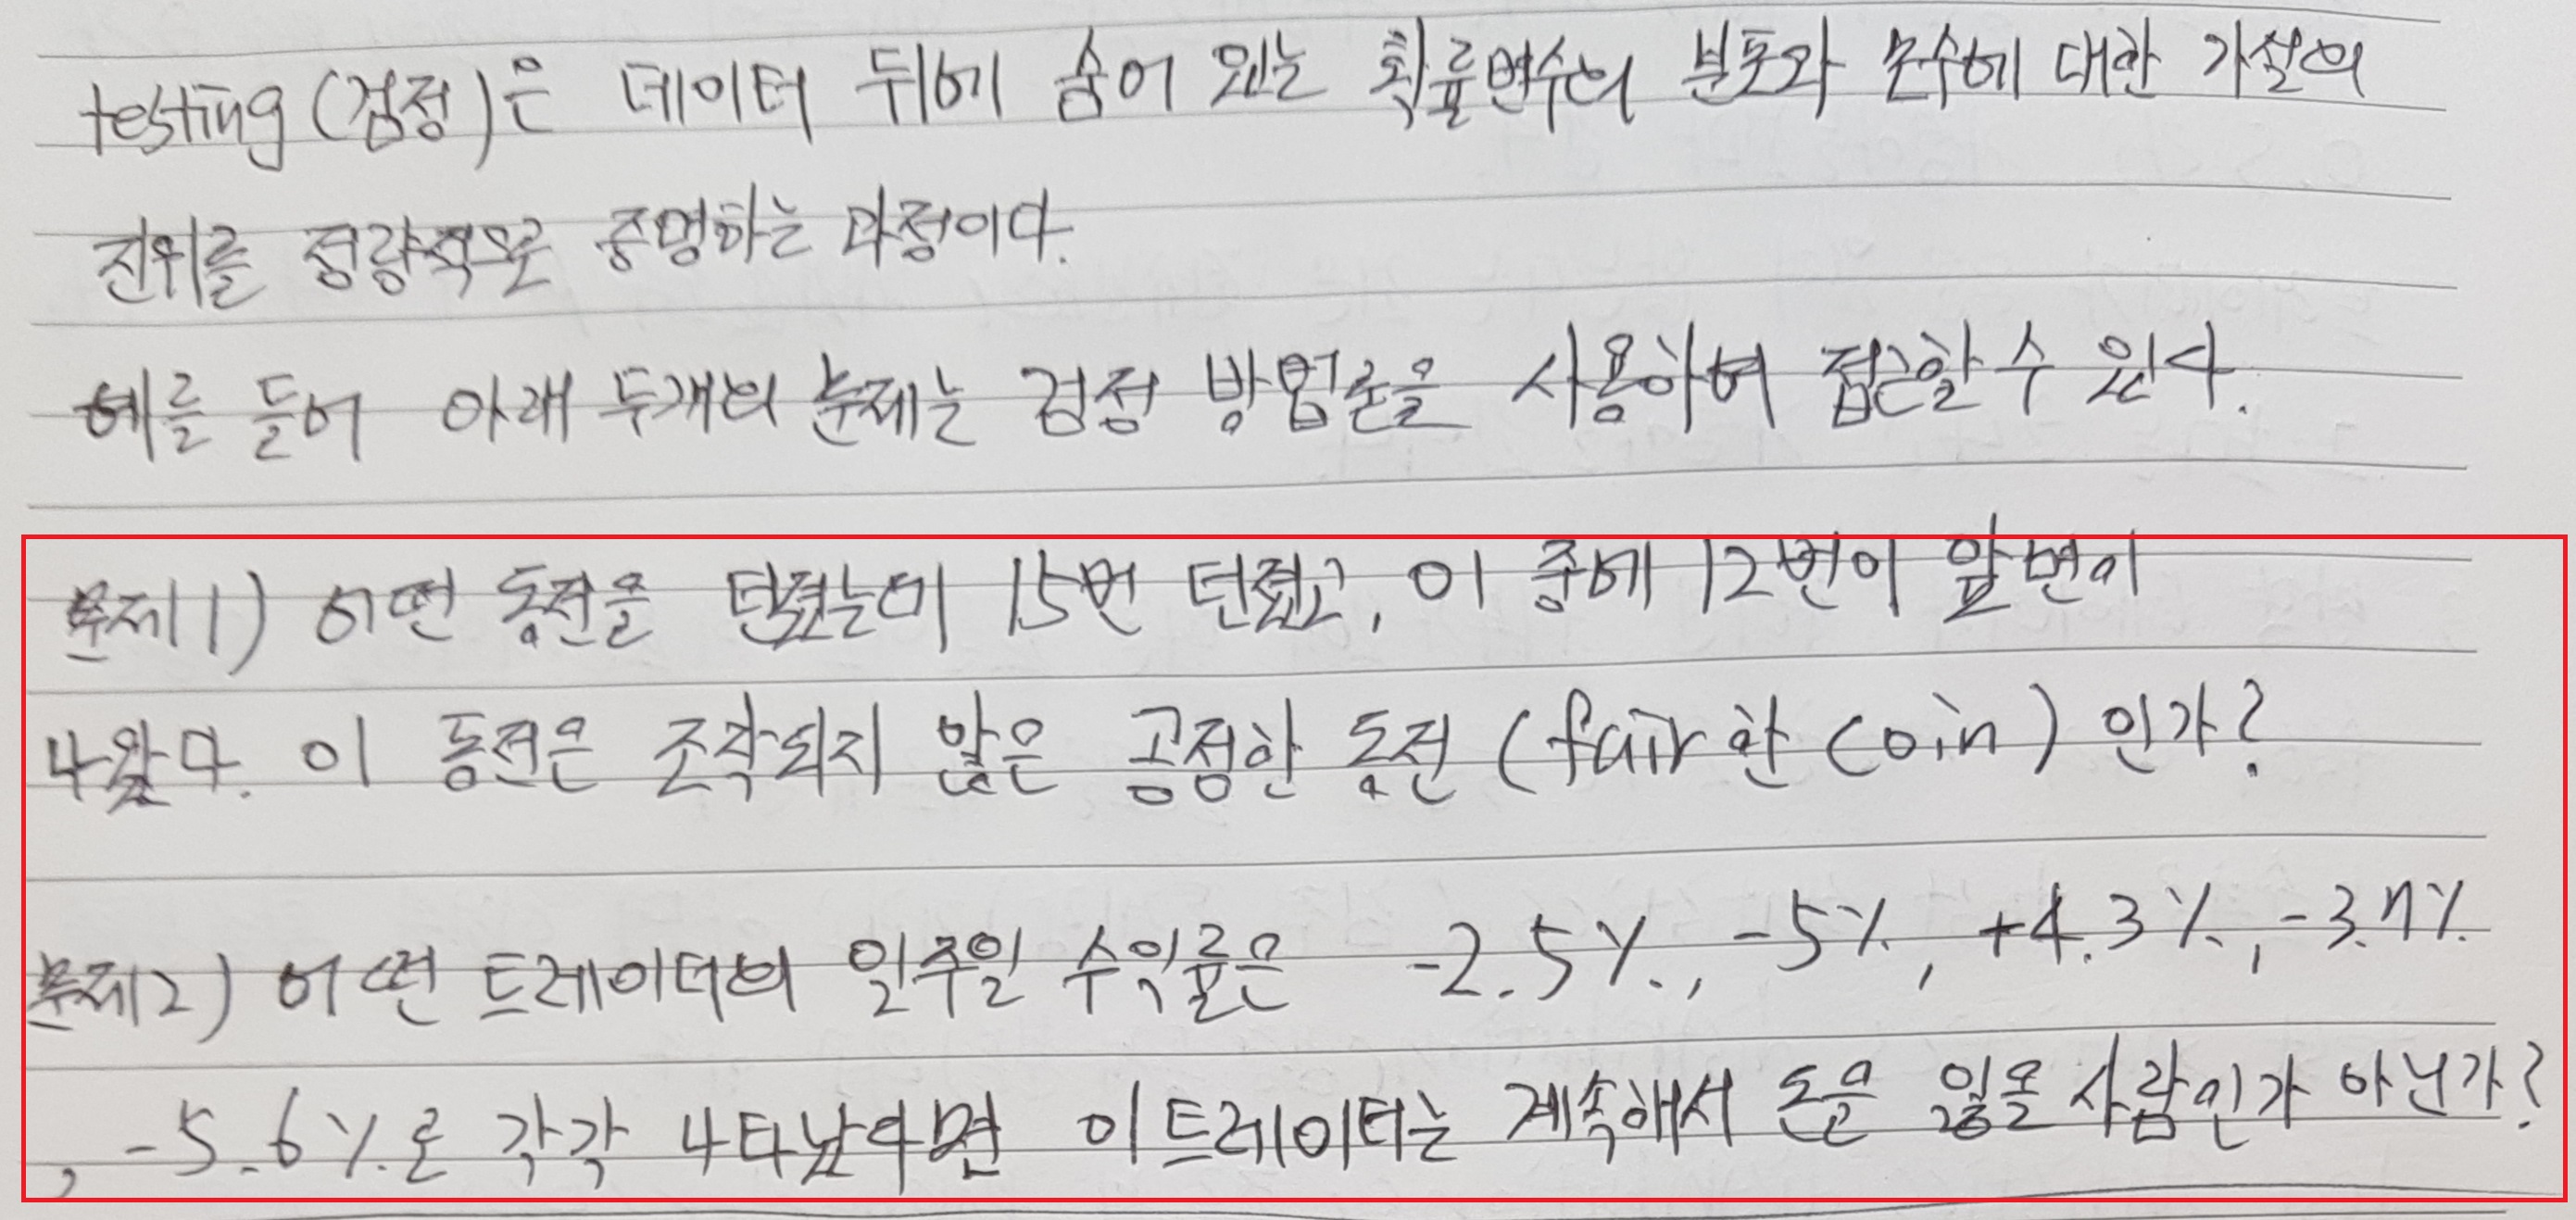 testing (검정)은 데이터 뒤에 숨어 있는 확률변수의 분포와 모수에 대한 가설의
진위를 정량적으로 증명하는 과정이다.
예를 들어 아래 두개의 문제는 검정 방법론을 사용하여 접근할 수 있다.
문제1) 어떤 동전을 던졌는데 15번 던졌고, 이 중에 12번이 앞면이
나왔다. 이 동전은 조작되지 않은 공정한 동전 (fair한 coin) 인가?
문제2) 어떤 트레이더의 일주일 수익률은 -2.5%, -5%, +4.3%, -3.7%
, -5.6%로 각각 나타났다면 이 트레이더는 계속해서 돈을 잃을 사람인가 아닌가?